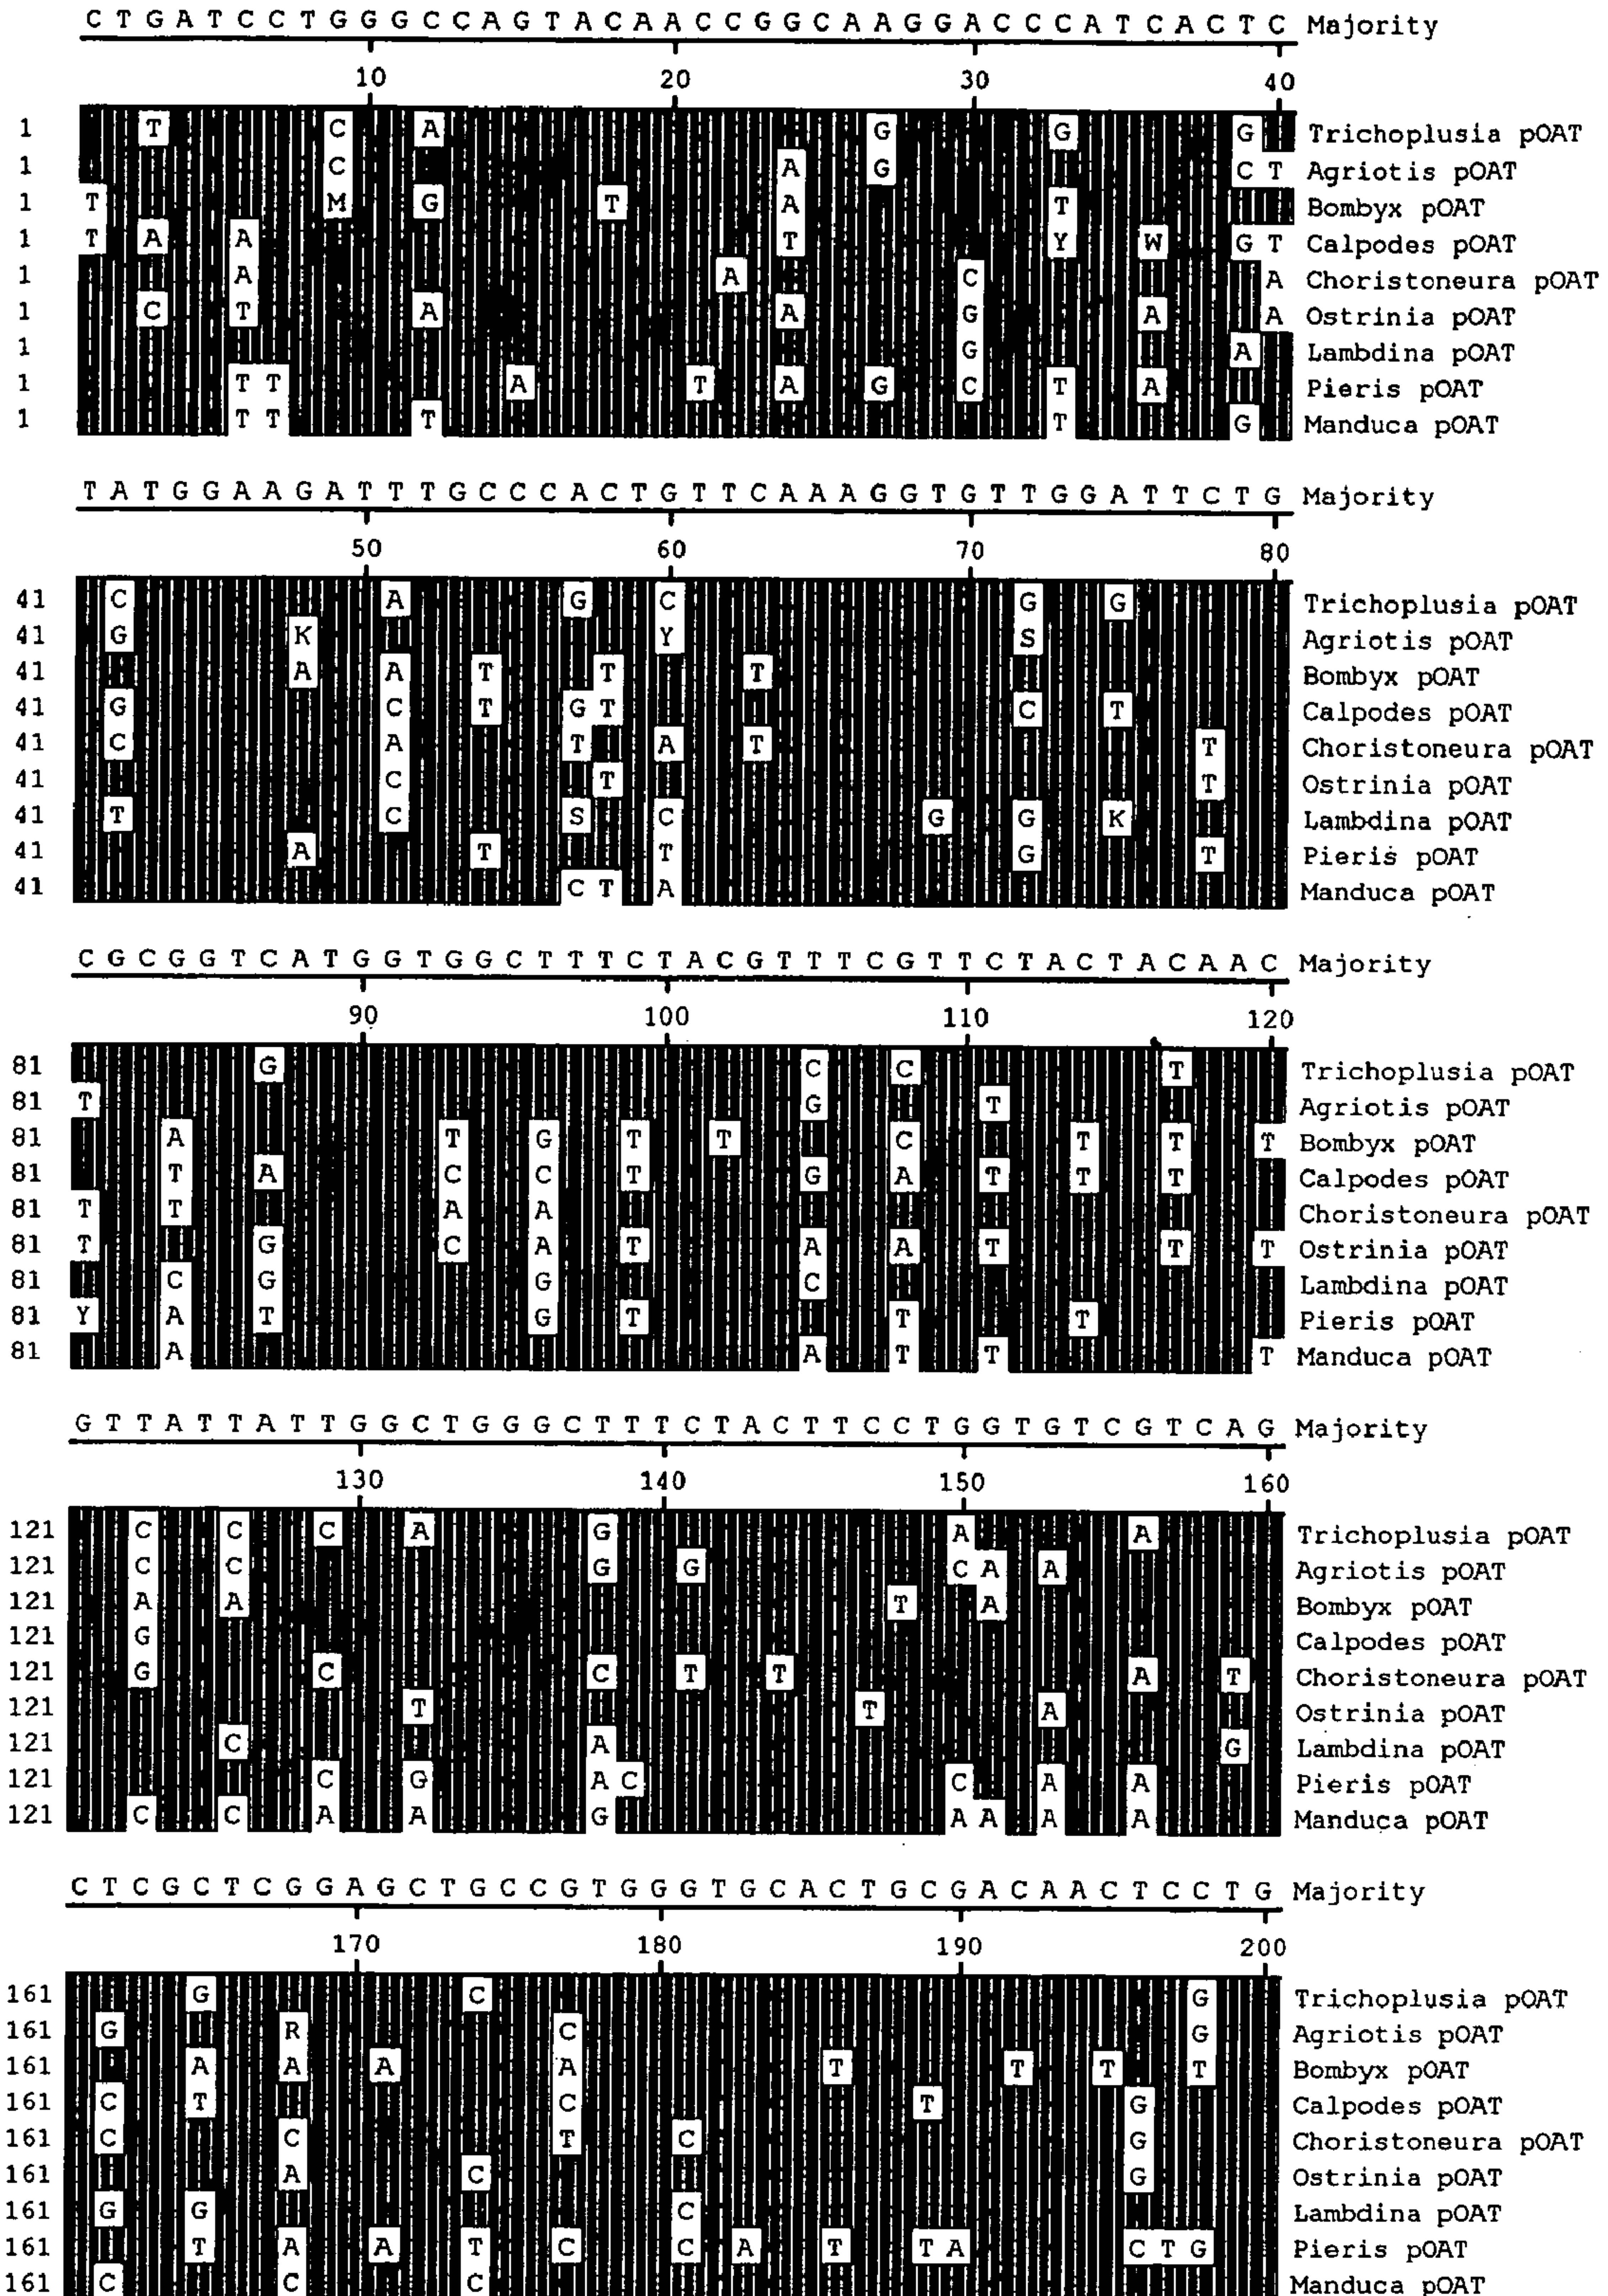 C T G A T C C T G G G C C A G T A C A A C C G G C A A G G A C C C A T C A C T C Majority
10 20 30 40
1 T C A G G G Trichoplusia pOAT
1 C A G C T Agriotis pOAT
1 T M G T A T Bombyx pOAT
1 T A A T Y W G T Calpodes pOAT
1 A A C A Choristoneura pOAT
1 C T A A G A A Ostrinia pOAT
1 G A Lambdina pOAT
1 T T A T A G C T A Pieris pOAT
1 T T T T G Manduca pOAT
T A T G G A A G A T T T G C C C A C T G T T C A A A G G T G T T G G A T T C T G Majority
50 60 70 80
41 C A G C G G Trichoplusia pOAT
41 G K Y S Agriotis pOAT
41 A A T T T Bombyx pOAT
41 G C T G T C T Calpodes pOAT
41 C A T A T T Choristoneura pOAT
41 C T T Ostrinia pOAT
41 T C S C G G K Lambdina pOAT
41 A T T G T Pieris pOAT
41 C T A Manduca pOAT
C G C G G T C A T G G T G G C T T T C T A C G T T T C G T T C T A C T A C A A C Majority
90 100 110 120
81 G C C T Trichoplusia pOAT
81 T G T Agriotis pOAT
81 A T G T T C T T T Bombyx pOAT
81 T A C C T G A T T T Calpodes pOAT
81 T T A A Choristoneura pOAT
81 T G C A T A A T T T Ostrinia pOAT
81 C G G C Lambdina pOAT
81 Y A T G T T T Pieris pOAT
81 A A T T T Manduca pOAT
G T T A T T A T T G G C T G G G C T T T C T A C T T C C T G G T G T C G T C A G Majority
130 140 150 160
121 C C C A G A A Trichoplusia pOAT
121 C C G G C A A Agriotis pOAT
121 A A T A Bombyx pOAT
121 G Calpodes pOAT
121 G C C T T A T Choristoneura pOAT
121 T T A Ostrinia pOAT
121 C A G Lambdina pOAT
121 C G A C C A A Pieris pOAT
121 C C A A G A A A A Manduca pOAT
C T C G C T C G G A G C T G C C G T G G G T G C A C T G C G A C A A C T C C T G Majority
170 180 190 200
161 G C G Trichoplusia pOAT
161 G R C G Agriotis pOAT
161 A A A A T T T T Bombyx pOAT
161 C T C T G Calpodes pOAT
161 C C T C G Choristoneura pOAT
161 A C G Ostrinia pOAT
161 G G C Lambdina pOAT
161 T A A T C C A T T A C T G Pieris pOAT
161 C C C Manduca pOAT